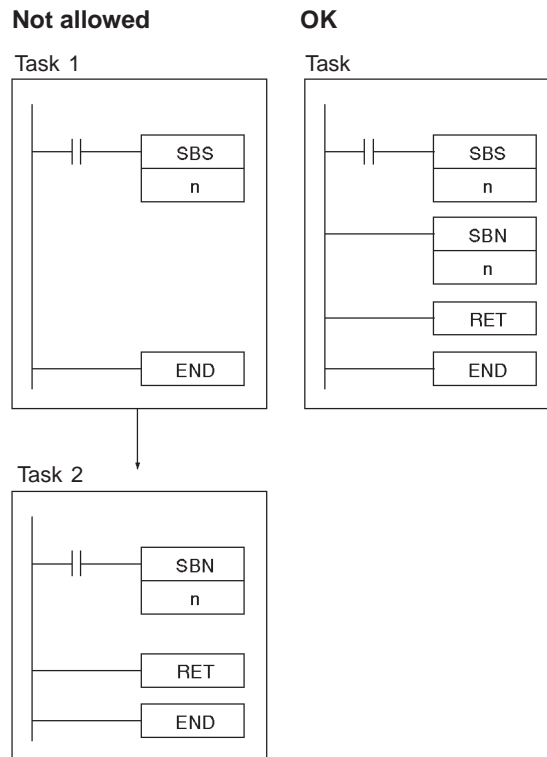 Not allowed
Task 1
SBS
n
END
Task 2
SBN
n
RET
END
OK
Task
SBS
n
SBN
n
RET
END